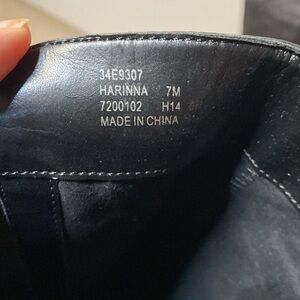 34E9307
HARINNA 7M
7200102 H14
MADE IN CHINA